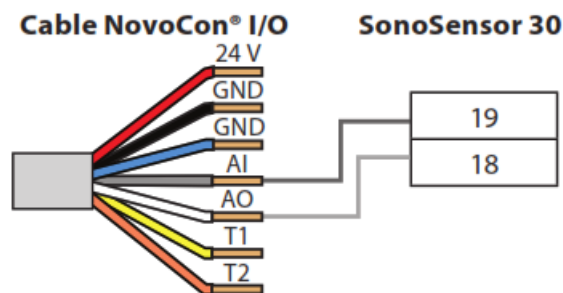 Cable NovoCon® I/O
SonoSensor 30
24 V
GND
GND
AI
AO
T1
T2
19
18